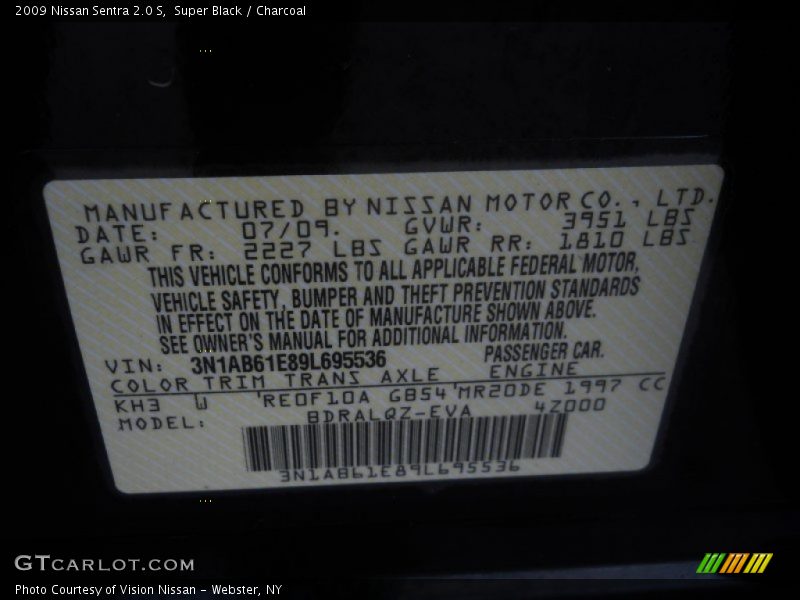 2009 Nissan Sentra 2.0 S,  Super Black / Charcoal
MANUFACTURED BY NISSAN MOTOR CO., LTD.
DATE: 07/09. GVWR: 3951 LBS
GAWR FR: 2227 LBS GAWR RR: 1810 LBS
THIS VEHICLE CONFORMS TO ALL APPLICABLE FEDERAL MOTOR,
VEHICLE SAFETY, BUMPER AND THEFT PREVENTION STANDARDS
IN EFFECT ON THE DATE OF MANUFACTURE SHOWN ABOVE.
SEE OWNER'S MANUAL FOR ADDITIONAL INFORMATION.
VIN: 3N1AB61E89L695536 PASSENGER CAR.
COLOR TRIM TRANS AXLE ENGINE
KH3 W 'RE0F10A GB54'MR20DE 1997 CC
MODEL: BDRALQZ-EVA 4Z000
3N1AB61E89L695536
GTCARLOT.COM
Photo Courtesy of Vision Nissan - Webster, NY